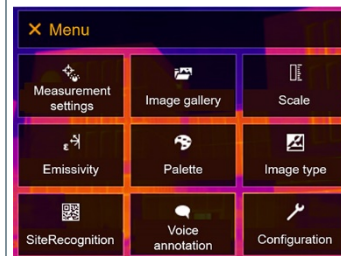 × Menu
Measurement
settings
Image gallery
Scale
ε
Emissivity
Palette
Image type
SiteRecognition
Voice
annotation
Configuration